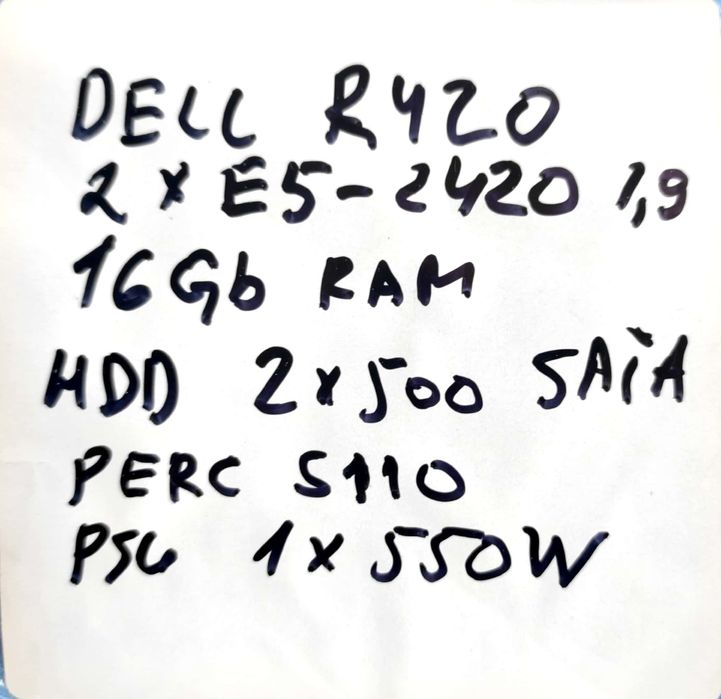 DELL R420
2 x E5-2420 1,9
16Gb RAM
HDD 2x500 SATA
PERC S110
PSU 1x550W